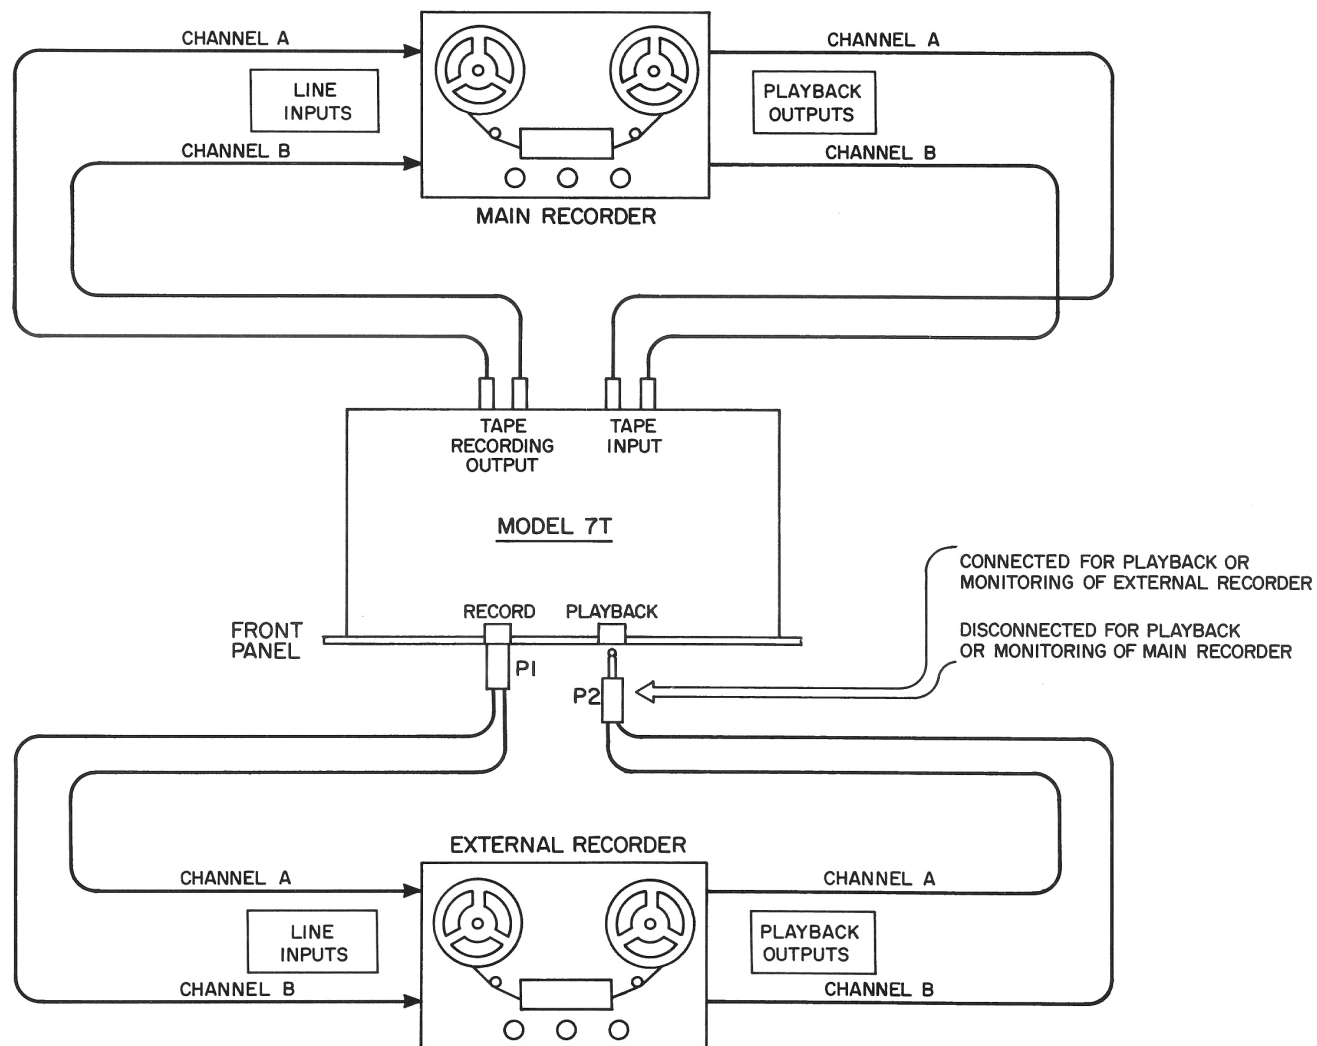 CHANNEL A
CHANNEL A
LINE
INPUTS
PLAYBACK
OUTPUTS
CHANNEL B
CHANNEL B
MAIN RECORDER
TAPE
RECORDING
OUTPUT
TAPE
INPUT
MODEL 7T
CONNECTED FOR PLAYBACK OR
MONITORING OF EXTERNAL RECORDER
RECORD
PLAYBACK
FRONT
PANEL
DISCONNECTED FOR PLAYBACK
OR MONITORING OF MAIN RECORDER
P1
P2
EXTERNAL RECORDER
CHANNEL A
CHANNEL A
LINE
INPUTS
PLAYBACK
OUTPUTS
CHANNEL B
CHANNEL B